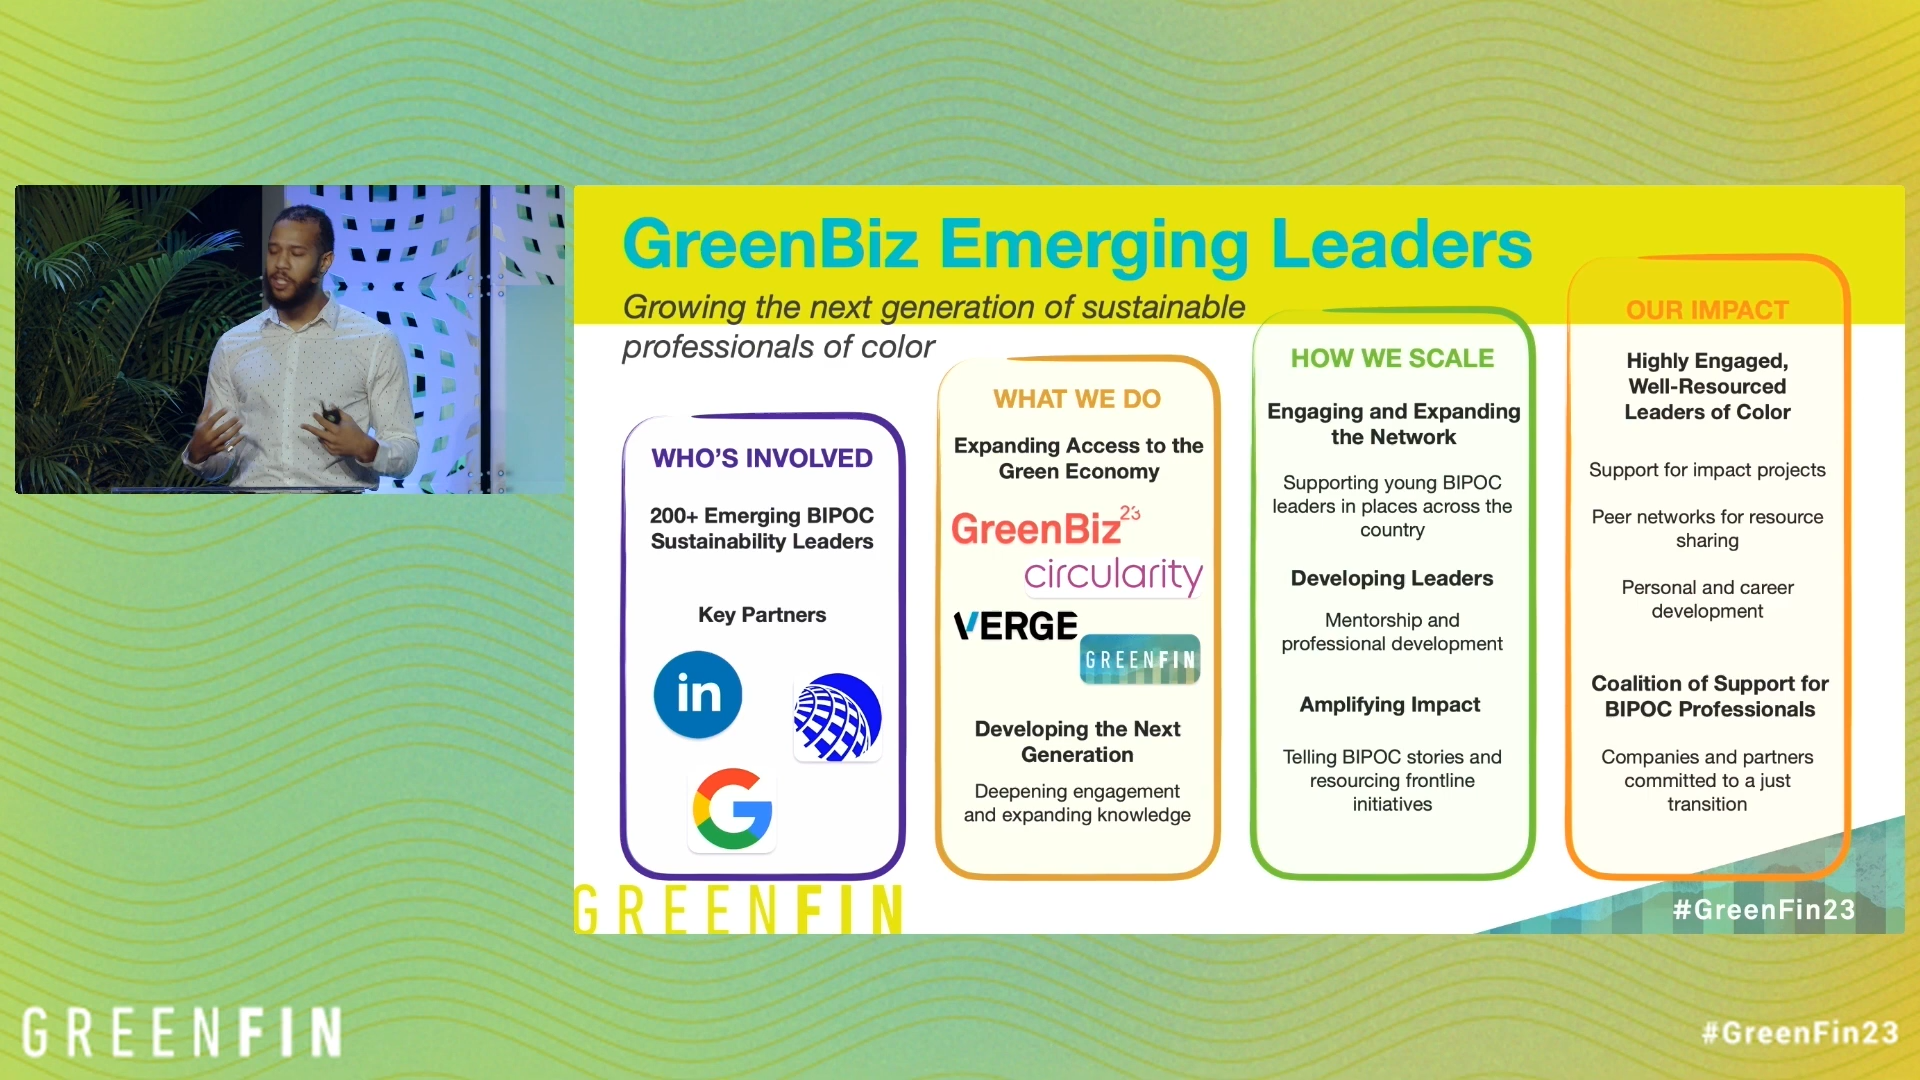 GreenBiz Emerging Leaders
Growing the next generation of sustainable
professionals of color
WHO'S INVOLVED
200+ Emerging BIPOC
Sustainability Leaders
Key Partners
in
G
WHAT WE DO
Expanding Access to the
Green Economy
GreenBiz 23
circularity
VERGE
GREENFIN
Developing the Next
Generation
Deepening engagement
and expanding knowledge
HOW WE SCALE
Engaging and Expanding
the Network
Supporting young BIPOC
leaders in places across the
country
Developing Leaders
Mentorship and
professional development
Amplifying Impact
Telling BIPOC stories and
resourcing frontline
initiatives
OUR IMPACT
Highly Engaged,
Well-Resourced
Leaders of Color
Support for impact projects
Peer networks for resource
sharing
Personal and career
development
Coalition of Support for
BIPOC Professionals
Companies and partners
committed to a just
transition
GREENFIN
#GreenFin23
GREENFIN
#GreenFin23